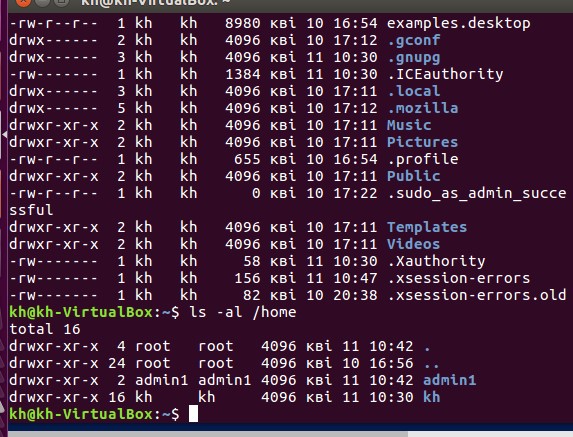 kh@kh-VirtualBox: ~
-rw-r--r-- 1 kh kh 8980 кві 10 16:54 examples.desktop
drwx------ 2 kh kh 4096 кві 10 17:12 .gconf
drwx------ 3 kh kh 4096 кві 11 10:30 .gnupg
-rw------- 1 kh kh 1384 кві 11 10:30 .ICEauthority
drwx------ 3 kh kh 4096 кві 10 17:11 .local
drwx------ 5 kh kh 4096 кві 10 17:12 .mozilla
drwxr-xr-x 2 kh kh 4096 кві 10 17:11 Music
drwxr-xr-x 2 kh kh 4096 кві 10 17:11 Pictures
-rw-r--r-- 1 kh kh 655 кві 10 16:54 .profile
drwxr-xr-x 2 kh kh 4096 кві 10 17:11 Public
-rw-r--r-- 1 kh kh 0 кві 10 17:22 .sudo_as_admin_succe
ssful
drwxr-xr-x 2 kh kh 4096 кві 10 17:11 Templates
drwxr-xr-x 2 kh kh 4096 кві 10 17:11 Videos
-rw------- 1 kh kh 58 кві 11 10:30 .Xauthority
-rw------- 1 kh kh 156 кві 11 10:47 .xsession-errors
-rw------- 1 kh kh 82 кві 10 20:38 .xsession-errors.old
kh@kh-VirtualBox:~$ ls -al /home
total 16
drwxr-xr-x 4 root root 4096 кві 11 10:42 .
drwxr-xr-x 24 root root 4096 кві 10 16:56 ..
drwxr-xr-x 2 admin1 admin1 4096 кві 11 10:42 admin1
drwxr-xr-x 16 kh kh 4096 кві 11 10:30 kh
kh@kh-VirtualBox:~$